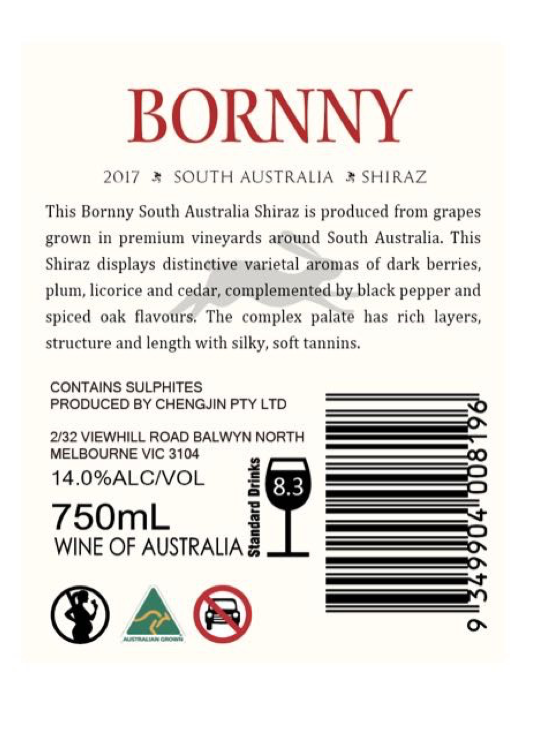 BORNNY
2017 SOUTH AUSTRALIA SHIRAZ
This Bornny South Australia Shiraz is produced from grapes
grown in premium vineyards around South Australia. This
Shiraz displays distinctive varietal aromas of dark berries,
plum, licorice and cedar, complemented by black pepper and
spiced oak flavours. The complex palate has rich layers,
structure and length with silky, soft tannins.
CONTAINS SULPHITES
PRODUCED BY CHENGJIN PTY LTD
2/32 VIEWHILL ROAD BALWYN NORTH
MELBOURNE VIC 3104
14.0%ALC/VOL
750mL
WINE OF AUSTRALIA
Standard Drinks
8.3
AUSTRALIAN GROWN
9 349904 008196